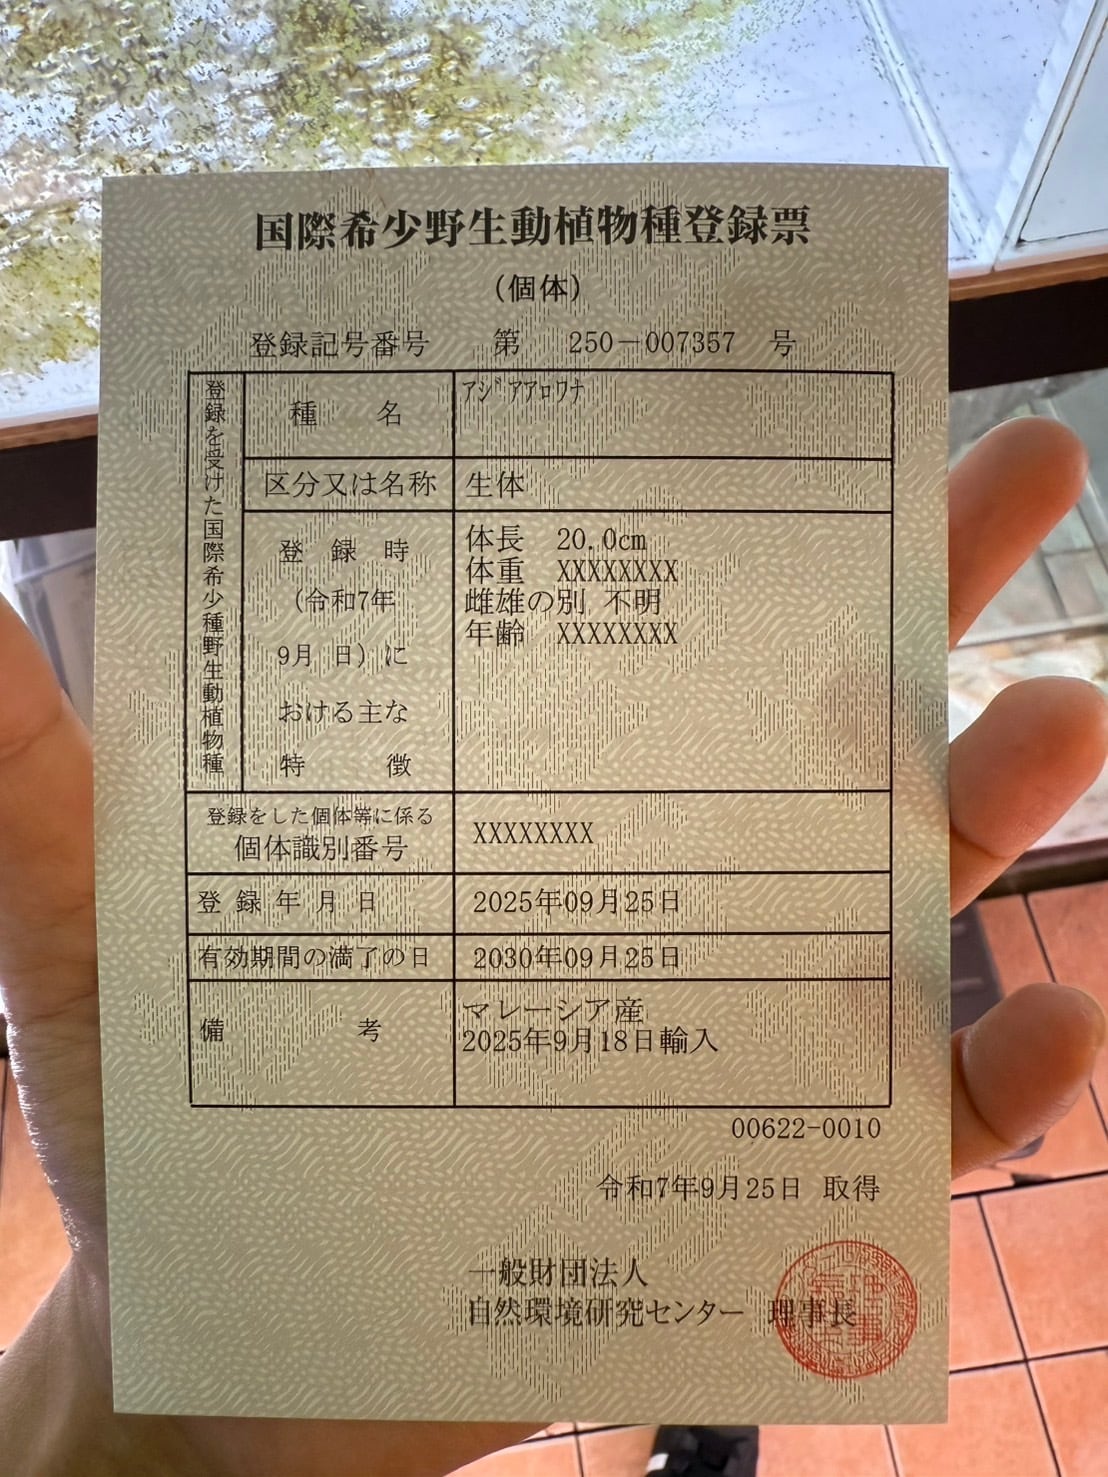 国際希少野生動植物種登録票
(個体)
登録記号番号 第 250－007357 号
登録を受けた国際希少種野生動植物種
種 名 ｱｼﾞｱｱﾛﾜﾅ
区分又は名称 生体
登録時
(令和7年
9月 日)に
おける主な
特徴
体長 20.0cm
体重 XXXXXXXX
雌雄の別 不明
年齢 XXXXXXXX
登録をした個体等に係る
個体識別番号 XXXXXXXX
登録年月日 2025年09月25日
有効期間の満了の日 2030年09月25日
備考 マレーシア産
2025年9月18日輸入
00622-0010
令和7年9月25日 取得
一般財団法人
自然環境研究センター 理事長